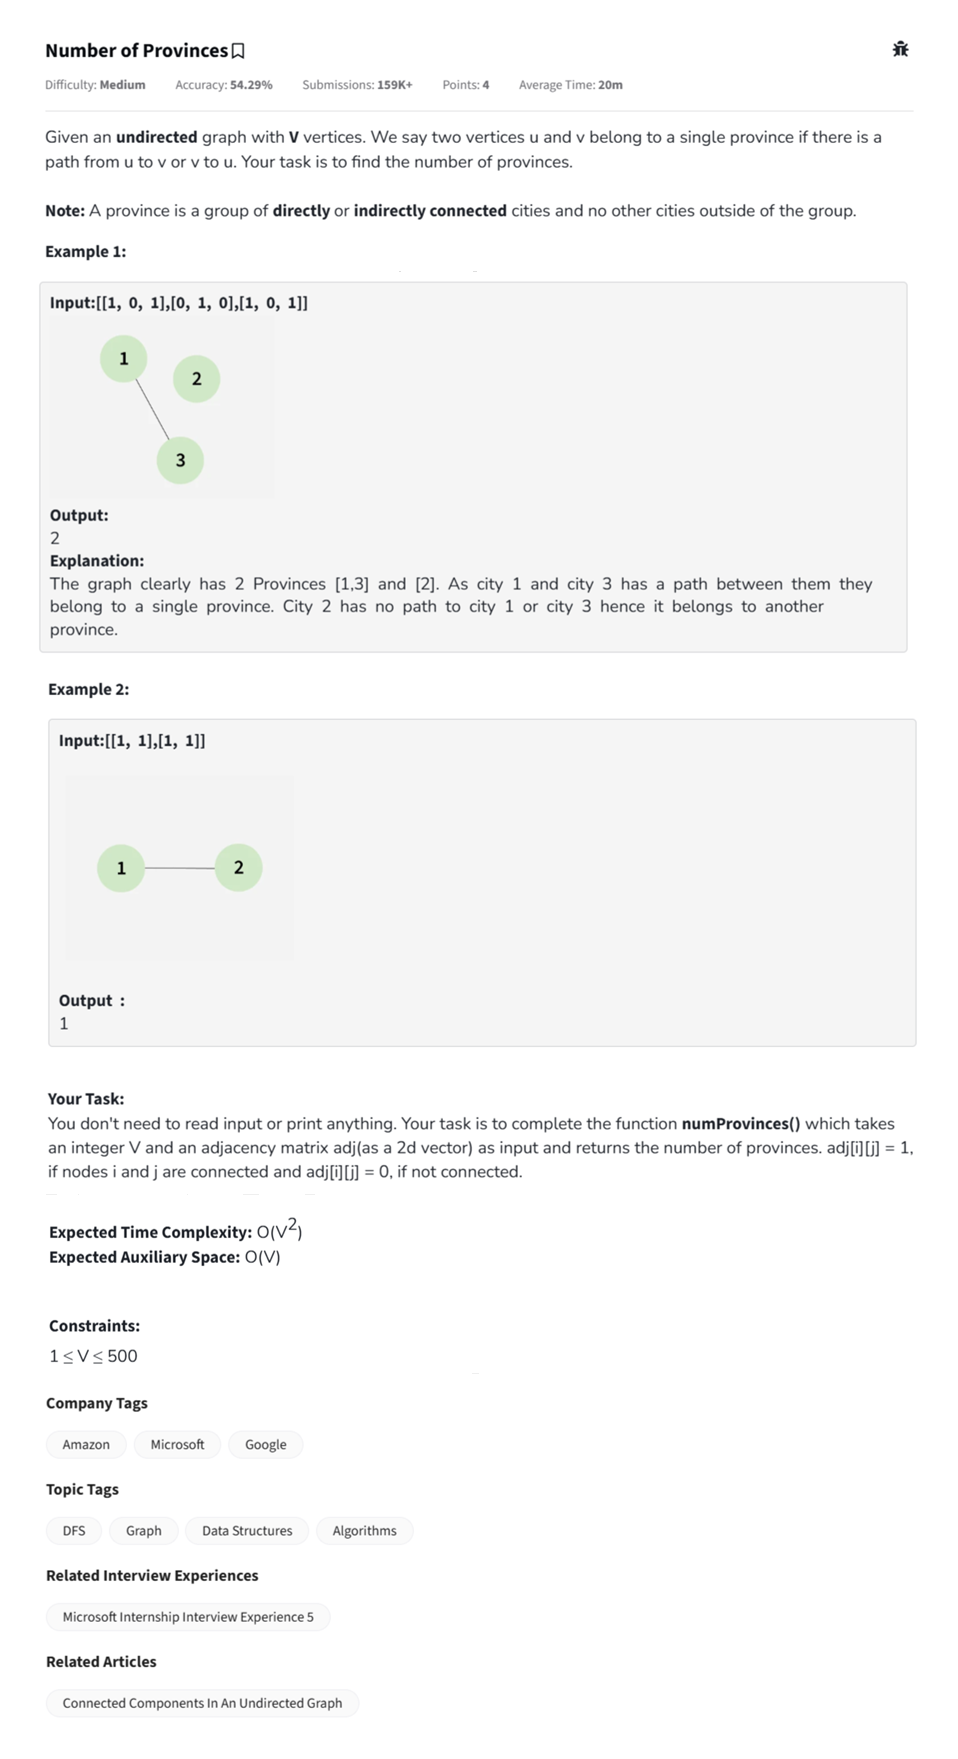 Number of Provinces
Difficulty: Medium Accuracy: 54.29% Submissions: 159K+ Points: 4 Average Time: 20m
Given an undirected graph with V vertices. We say two vertices u and v belong to a single province if there is a
path from u to v or v to u. Your task is to find the number of provinces.
Note: A province is a group of directly or indirectly connected cities and no other cities outside of the group.
Example 1:
Input:[[1, 0, 1],[0, 1, 0],[1, 0, 1]]
1
2
3
Output:
2
Explanation:
The graph clearly has 2 Provinces [1,3] and [2]. As city 1 and city 3 has a path between them they
belong to a single province. City 2 has no path to city 1 or city 3 hence it belongs to another
province.
Example 2:
Input:[[1, 1],[1, 1]]
1 2
Output :
1
Your Task:
You don't need to read input or print anything. Your task is to complete the function numProvinces() which takes
an integer V and an adjacency matrix adj(as a 2d vector) as input and returns the number of provinces. adj[i][j] = 1,
if nodes i and j are connected and adj[i][j] = 0, if not connected.
Expected Time Complexity: O(V²)
Expected Auxiliary Space: O(V)
Constraints:
1 ≤ V ≤ 500
Company Tags
Amazon Microsoft Google
Topic Tags
DFS Graph Data Structures Algorithms
Related Interview Experiences
Microsoft Internship Interview Experience 5
Related Articles
Connected Components In An Undirected Graph